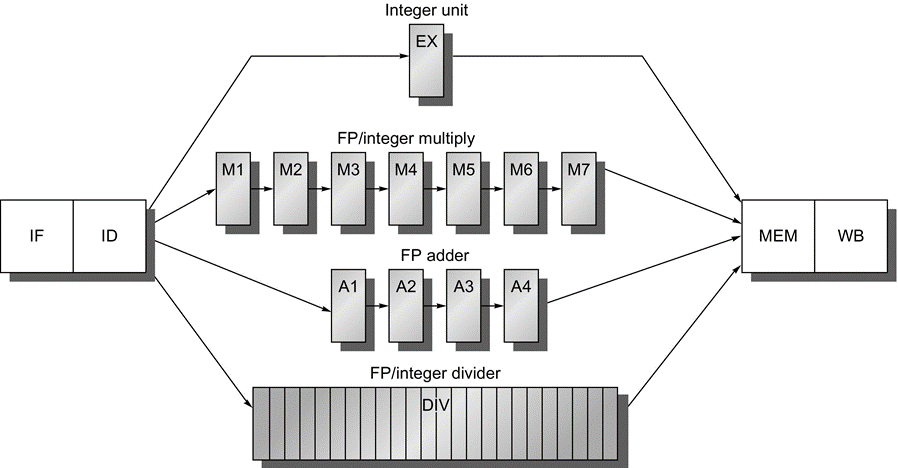 Integer unit
EX
FP/integer multiply
M1 M2 M3 M4 M5 M6 M7
IF ID MEM WB
FP adder
A1 A2 A3 A4
FP/integer divider
DIV